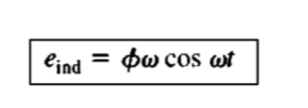 e_ind = ϕω cos ωt